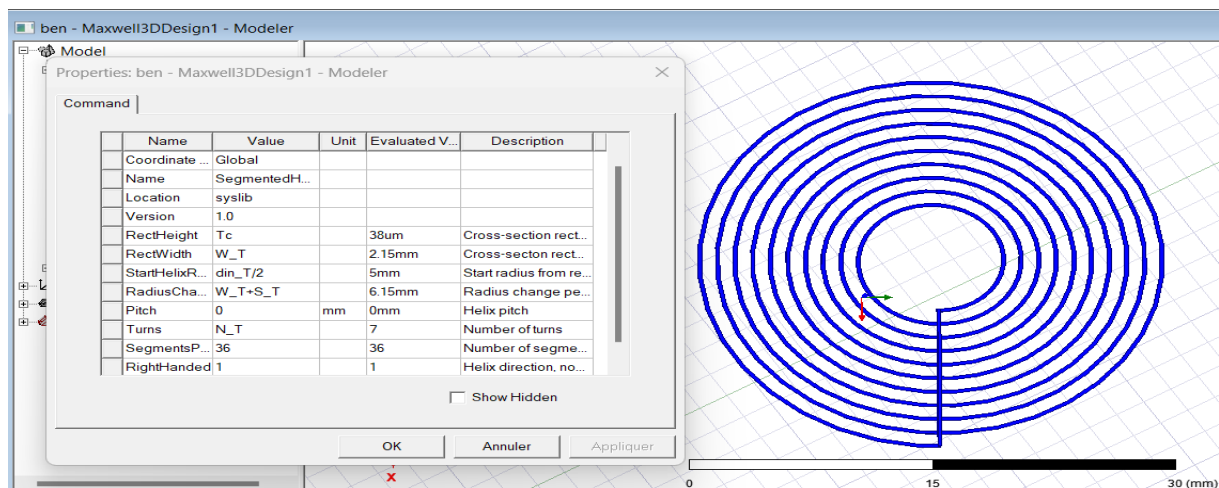 ben - Maxwell3DDesign1 - Modeler
Model
Properties: ben - Maxwell3DDesign1 - Modeler
Command
Name Value Unit Evaluated V... Description
Coordinate ... Global
Name SegmentedH...
Location syslib
Version 1.0
RectHeight Tc 38um Cross-section rect...
RectWidth W_T 2.15mm Cross-secton rect...
StartHelixR... din_T/2 5mm Start radius from re...
RadiusCha... W_T+S_T 6.15mm Radius change pe...
Pitch 0 mm 0mm Helix pitch
Turns N_T 7 Number of turns
SegmentsP... 36 36 Number of segme...
RightHanded 1 1 Helix direction, no...
Show Hidden
OK Annuler Appliquer
X
0 15 30 (mm)